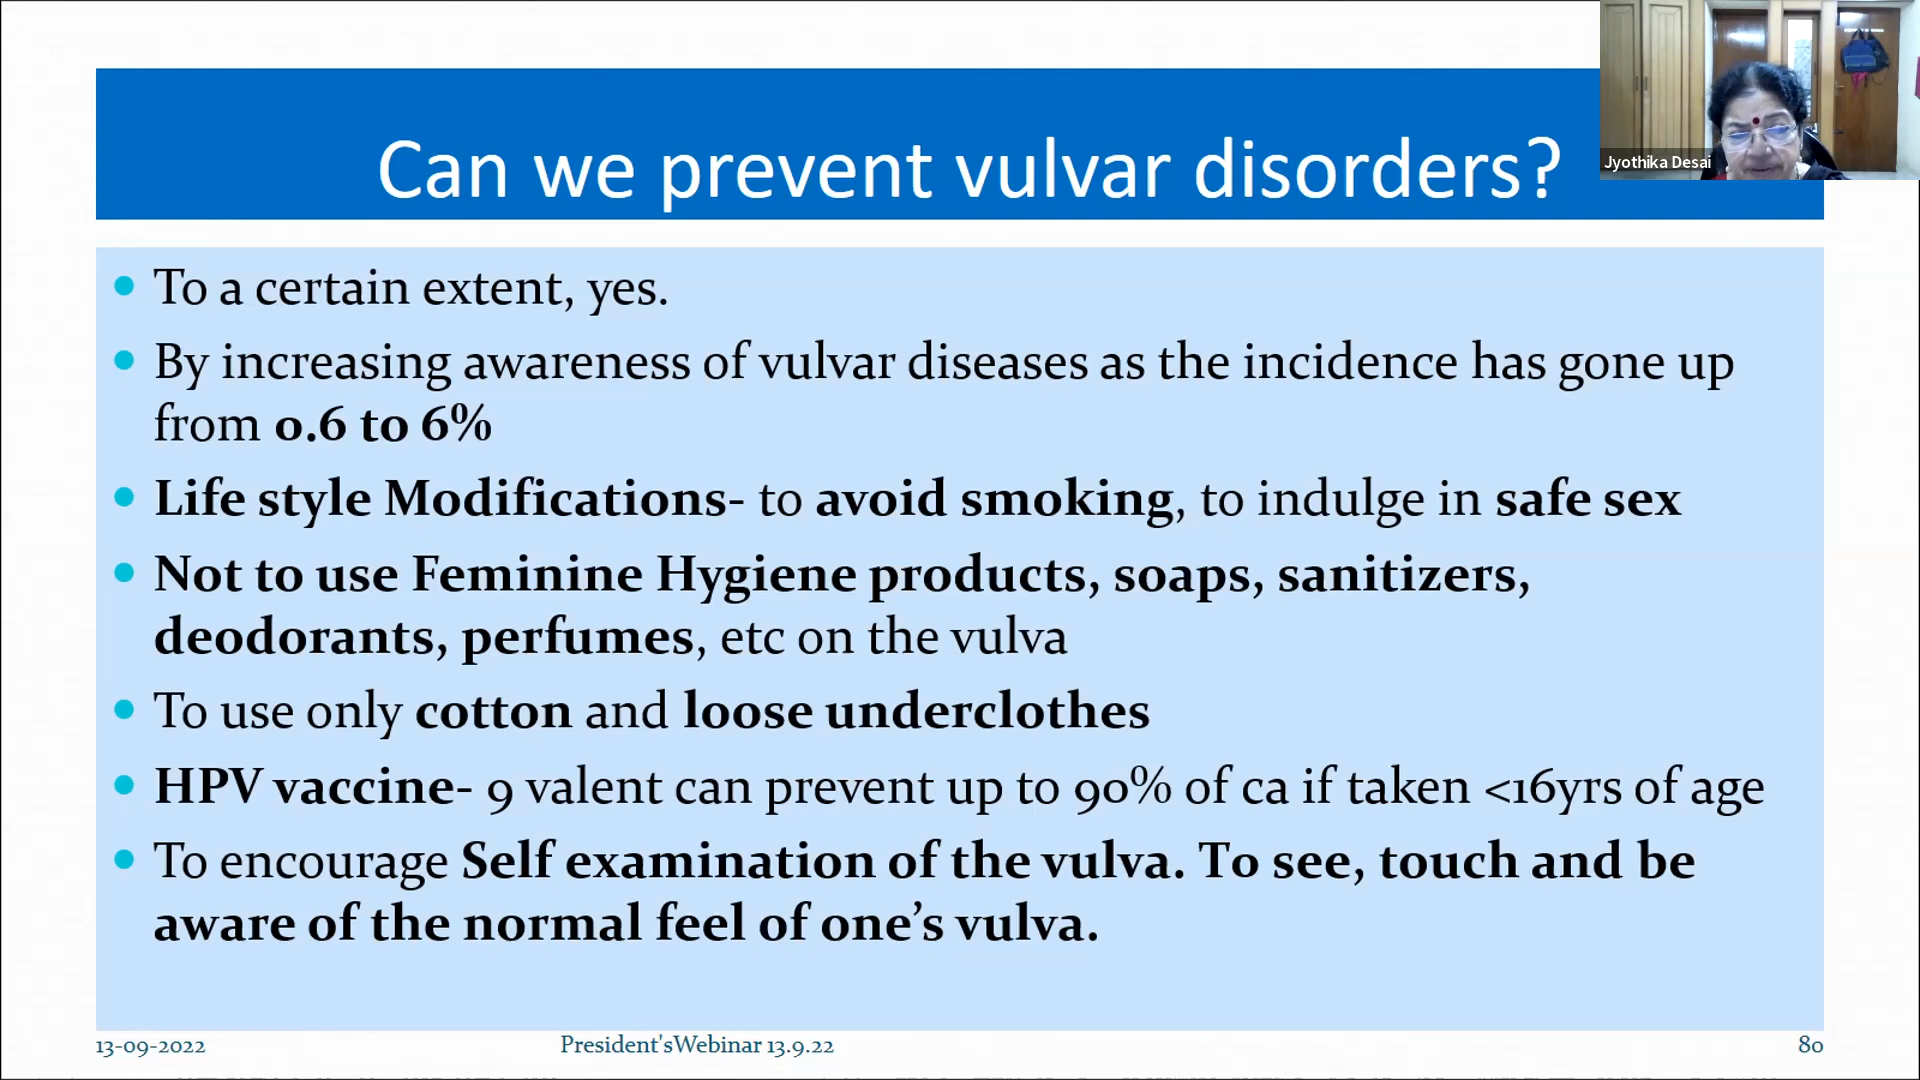 Can we prevent vulvar disorders?
Jyothika Desai
To a certain extent, yes.
By increasing awareness of vulvar diseases as the incidence has gone up
from 0.6 to 6%
Life style Modifications- to avoid smoking, to indulge in safe sex
Not to use Feminine Hygiene products, soaps, sanitizers,
deodorants, perfumes, etc on the vulva
To use only cotton and loose underclothes
HPV vaccine- 9 valent can prevent up to 90% of ca if taken <16yrs of age
To encourage Self examination of the vulva. To see, touch and be
aware of the normal feel of one’s vulva.
13-09-2022
President'sWebinar 13.9.22
80